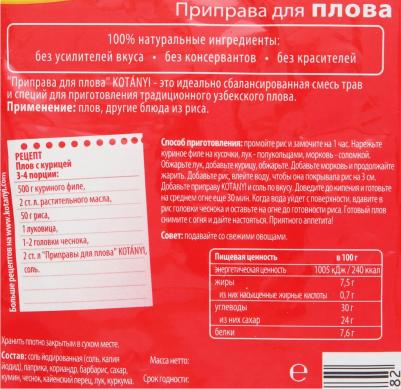 Приправа для плова
100% натуральные ингредиенты:
без усилителей вкуса • без консервантов • без красителей
"Приправа для плова" KOTÁNYI - это идеально сбалансированная смесь трав
и специй для приготовления традиционного узбекского плова.
Применение: плов, другие блюда из риса.
РЕЦЕПТ
Плов с курицей
3-4 порции:
500 г куриного филе,
2 ст. л. растительного масла,
50 г риса,
1 луковица,
1-2 головки чеснока,
2 ст. л "Приправы для плова" KOTÁNYI,
соль.
Больше рецептов на www.kotanyi.com
Способ приготовления: промойте рис и замочите на 1 час. Нарежьте
куриное филе на кусочки, лук - полукольцами, морковь - соломкой.
Обжарьте лук, добавьте курицу, обжарьте. Добавьте морковь и продолжайте
жарить. Добавьте рис, влейте воду, чтобы она покрывала рис на 3 см.
Добавьте приправу KOTÁNYI и соль по вкусу. Доведите до кипения и готовьте
на среднем огне еще 30 мин. Когда вода уйдет с поверхности, вдавите в
рис головки чеснока и оставьте на огне до готовности риса. Готовый плов
снимите с огня и дайте настояться. Приятного аппетита!
Совет: подавайте со свежими овощами.
Пищевая ценность в 100 г
энергетическая ценность 1005 кДж / 240 ккал
жиры 7,5 г
из них насыщенные жирные кислоты 0,7 г
углеводы 30 г
из них сахар 24 г
белки 7,6 г
Хранить плотно закрытым в сухом месте.
Состав: соль йодированная (соль, калия
йодат), паприка, кориандр, барбарис, сахар,
кумин, чеснок, кайенский перец, лук, куркума.
Масса нетто:
Срок годности:
e
82